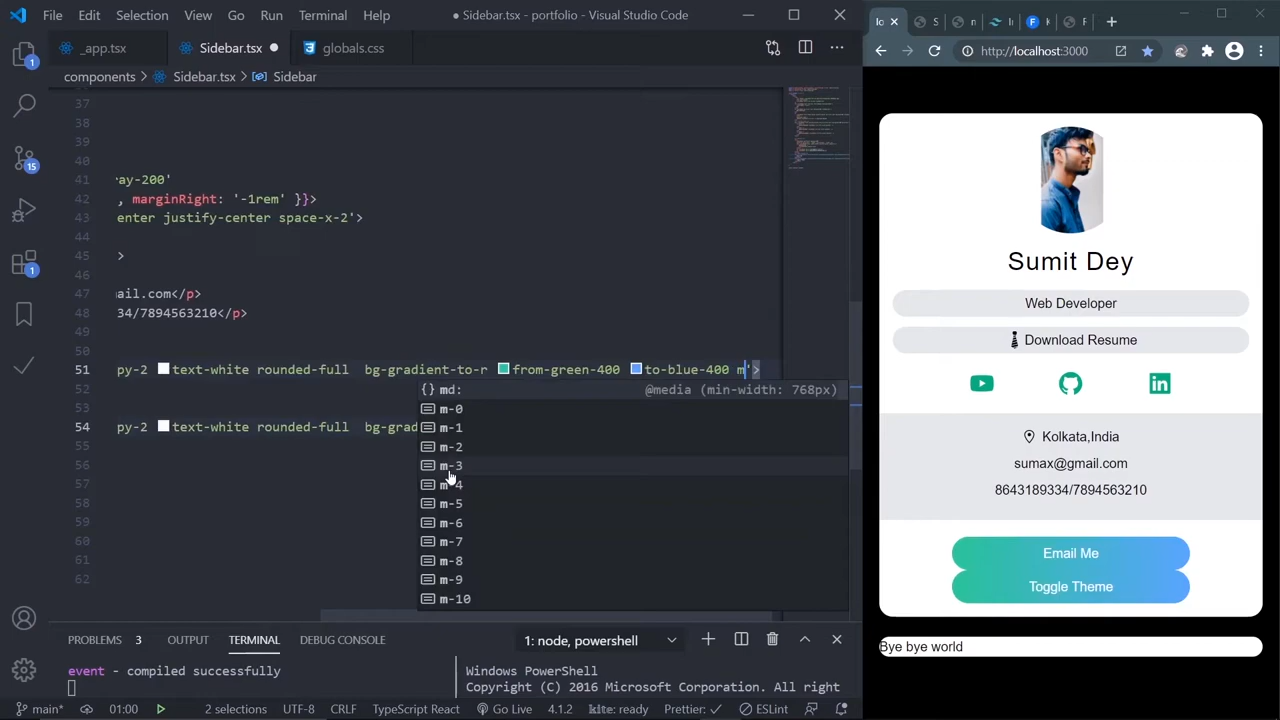 File Edit Selection View Go Run Terminal Help ● Sidebar.tsx - portfolio - Visual Studio Code
_app.tsx Sidebar.tsx globals.css
components > Sidebar.tsx > Sidebar
37
38
39
40
41 ray-200'
42 , marginRight: '-1rem' }}>
43 enter justify-center space-x-2'>
44
45 >
46
47 ail.com</p>
48 34/7894563210</p>
49
50
51 py-2 text-white rounded-full bg-gradient-to-r from-green-400 to-blue-400 m'>
52
53
54 py-2 text-white rounded-full bg-grad
55
56
57
58
59
60
61
62
{} md: @media (min-width: 768px)
m-0
m-1
m-2
m-3
m-4
m-5
m-6
m-7
m-8
m-9
m-10
PROBLEMS 3 OUTPUT TERMINAL DEBUG CONSOLE 1: node, powershell
event - compiled successfully
Windows PowerShell
Copyright (C) 2016 Microsoft Corporation. All right
main* 01:00 2 selections UTF-8 CRLF TypeScript React Go Live 4.1.2 kite: ready Prettier: ✓ ESLint
1
15
1
http://localhost:3000
Sumit Dey
Web Developer
Download Resume
Kolkata,India
sumax@gmail.com
8643189334/7894563210
Email Me
Toggle Theme
Bye bye world